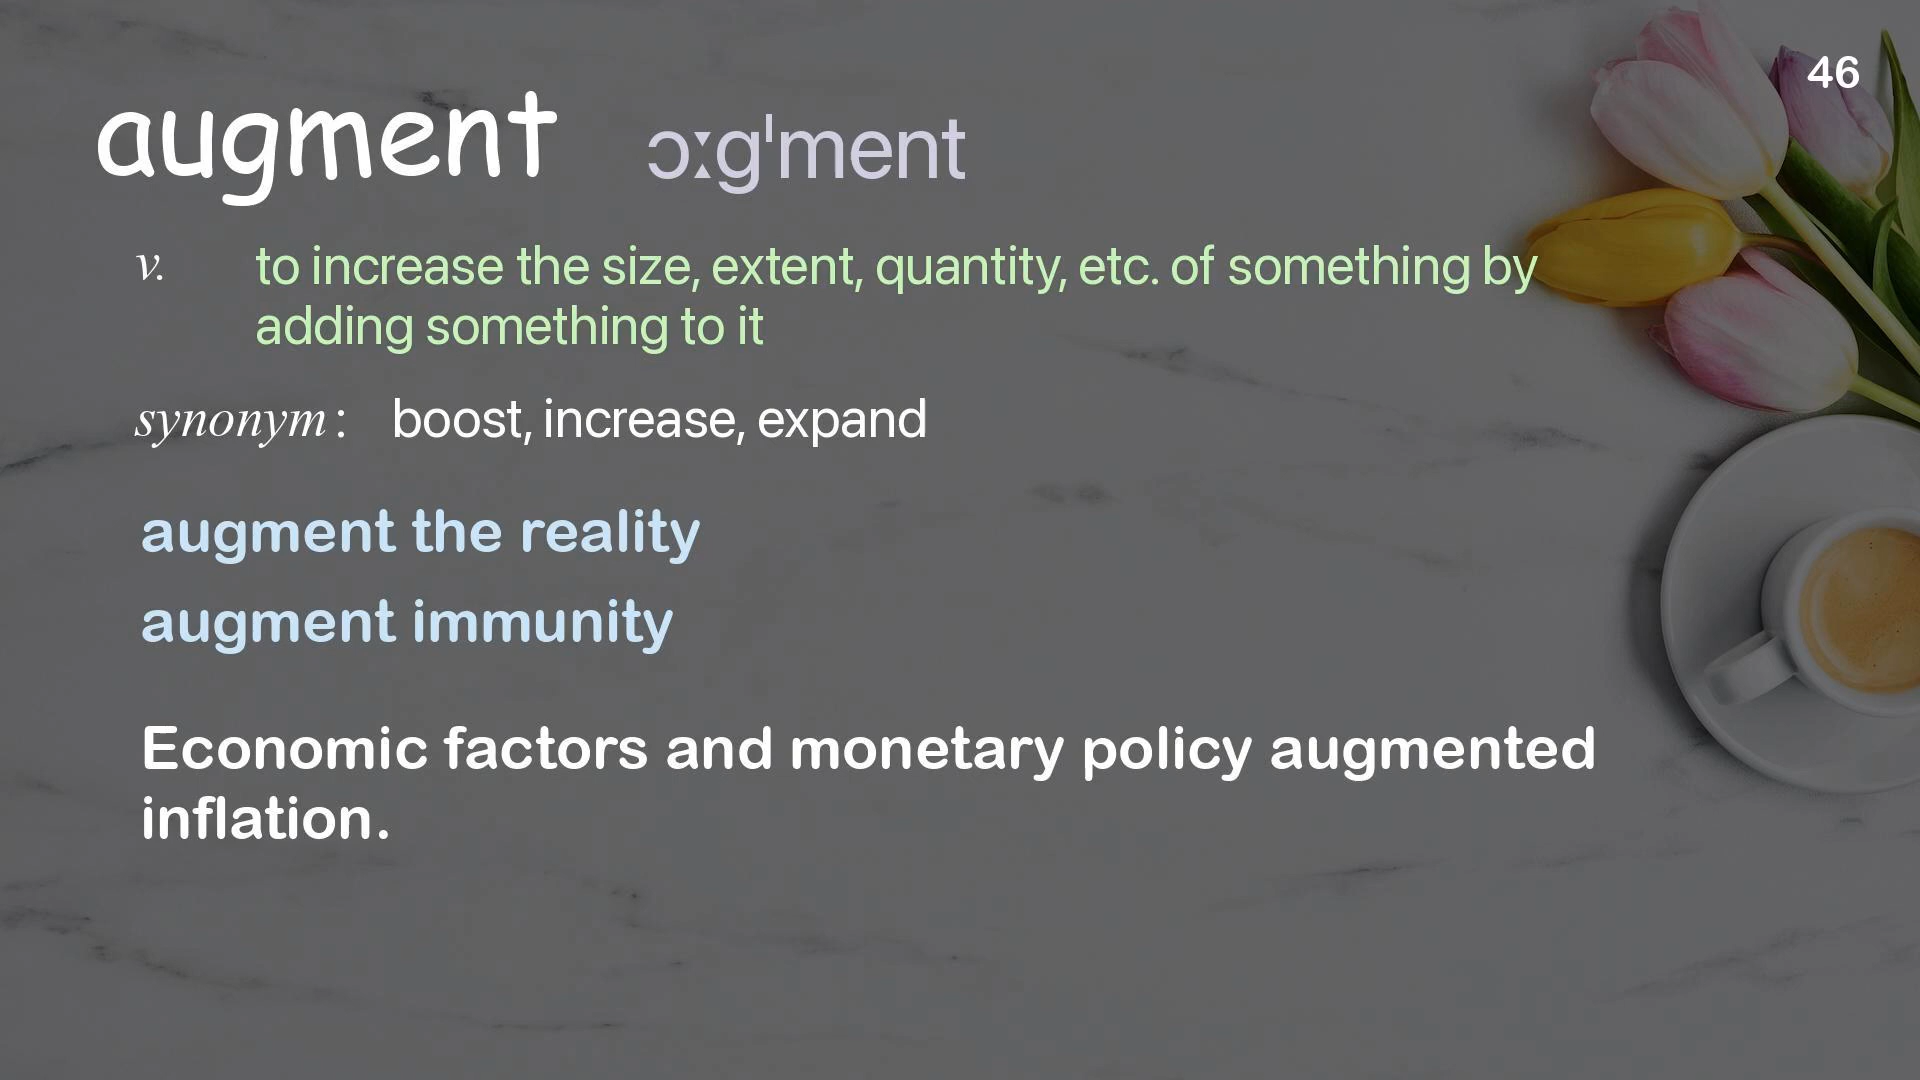 46
augment ɔːgˈment
v. to increase the size, extent, quantity, etc. of something by
adding something to it
synonym: boost, increase, expand
augment the reality
augment immunity
Economic factors and monetary policy augmented
inflation.